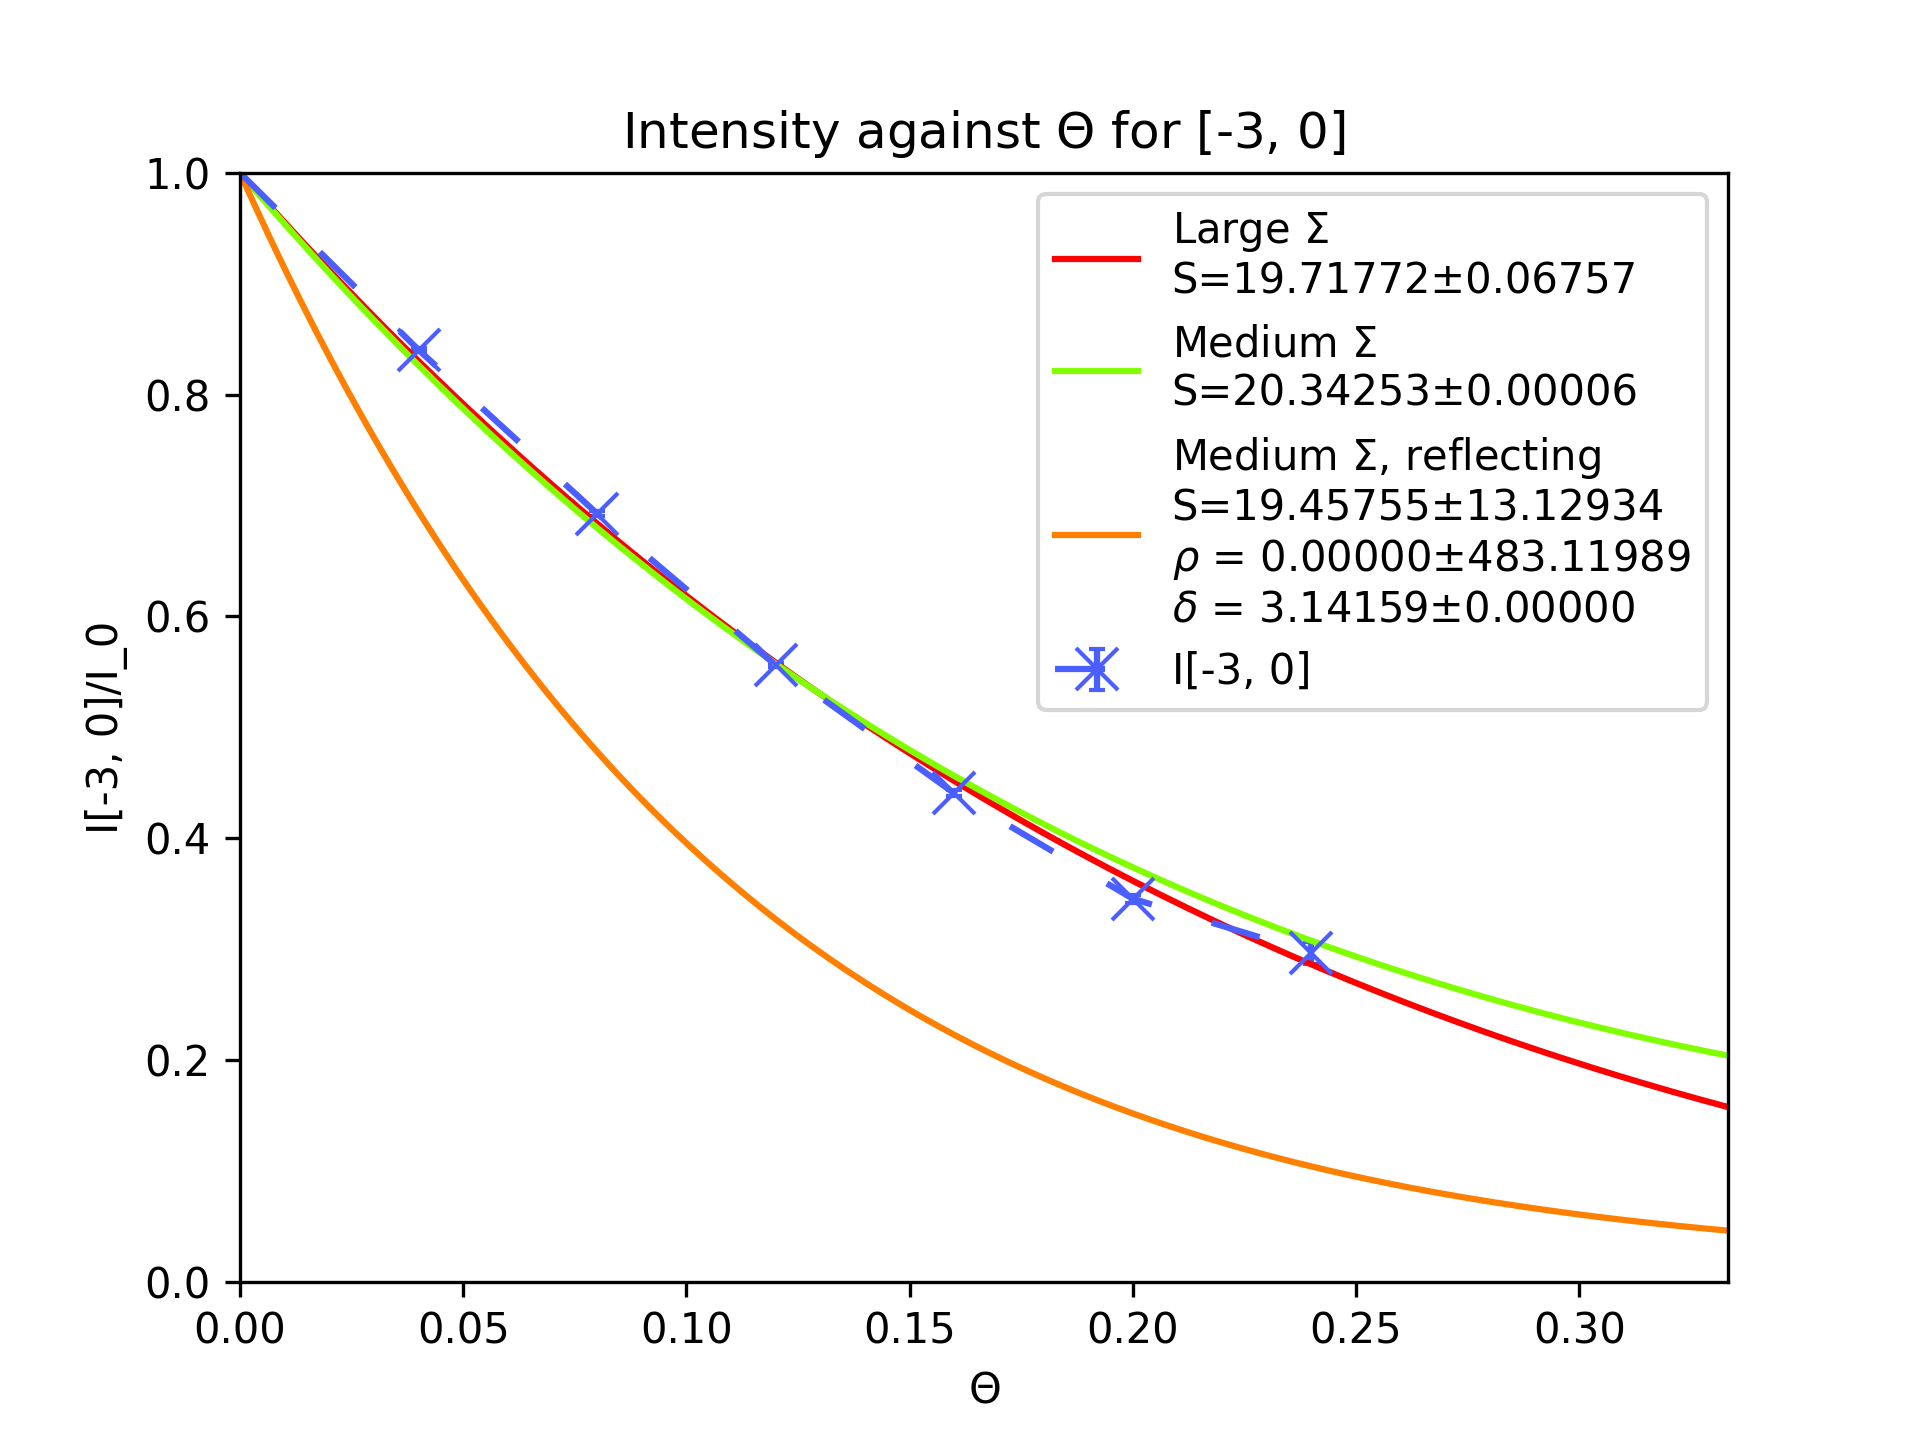 Intensity against Θ for [-3, 0]
1.0
0.8
0.6
0.4
0.2
0.0
I[-3, 0]/I_0
Large Σ
S=19.71772±0.06757
Medium Σ
S=20.34253±0.00006
Medium Σ, reflecting
S=19.45755±13.12934
ρ = 0.00000±483.11989
δ = 3.14159±0.00000
I[-3, 0]
0.00 0.05 0.10 0.15 0.20 0.25 0.30
Θ